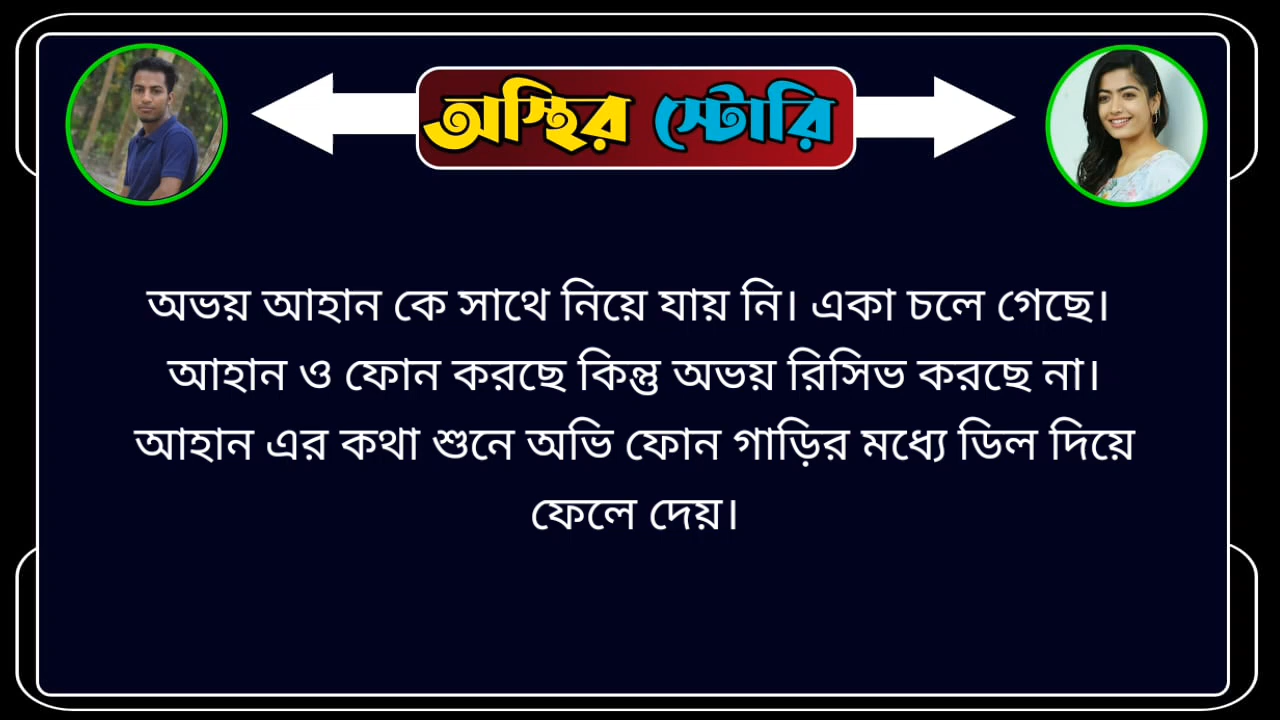 অস্থির স্টোরি
অভয় আহান কে সাথে নিয়ে যায় নি। একা চলে গেছে।
আহান ও ফোন করছে কিন্তু অভয় রিসিভ করছে না।
আহান এর কথা শুনে অভি ফোন গাড়ির মধ্যে ডিল দিয়ে
ফেলে দেয়।